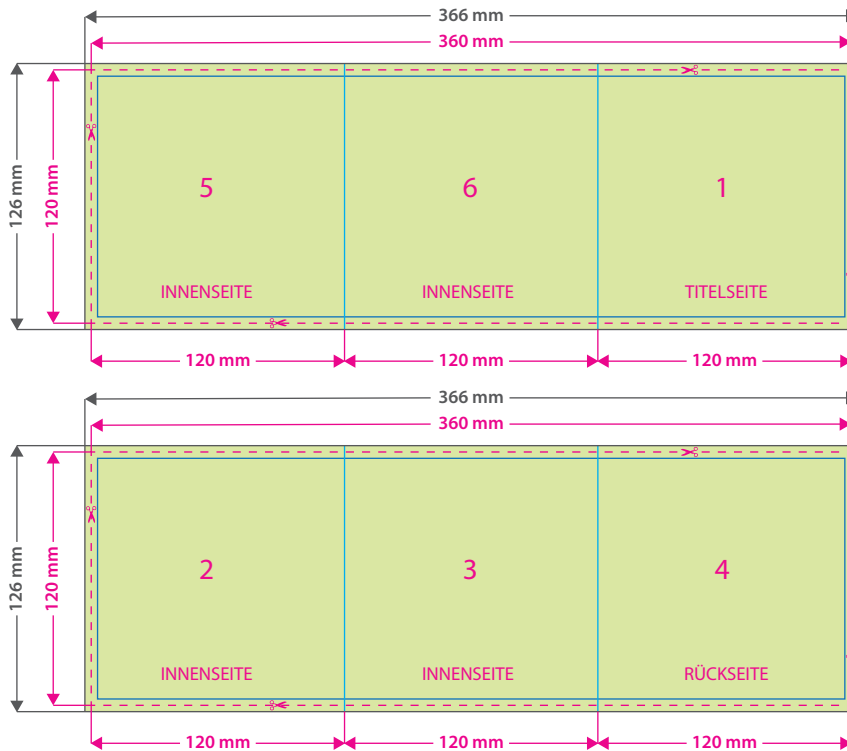 366 mm
360 mm
126 mm
120 mm
5
6
1
INNENSEITE
INNENSEITE
TITELSEITE
120 mm
120 mm
120 mm
366 mm
360 mm
126 mm
120 mm
2
3
4
INNENSEITE
INNENSEITE
RÜCKSEITE
120 mm
120 mm
120 mm